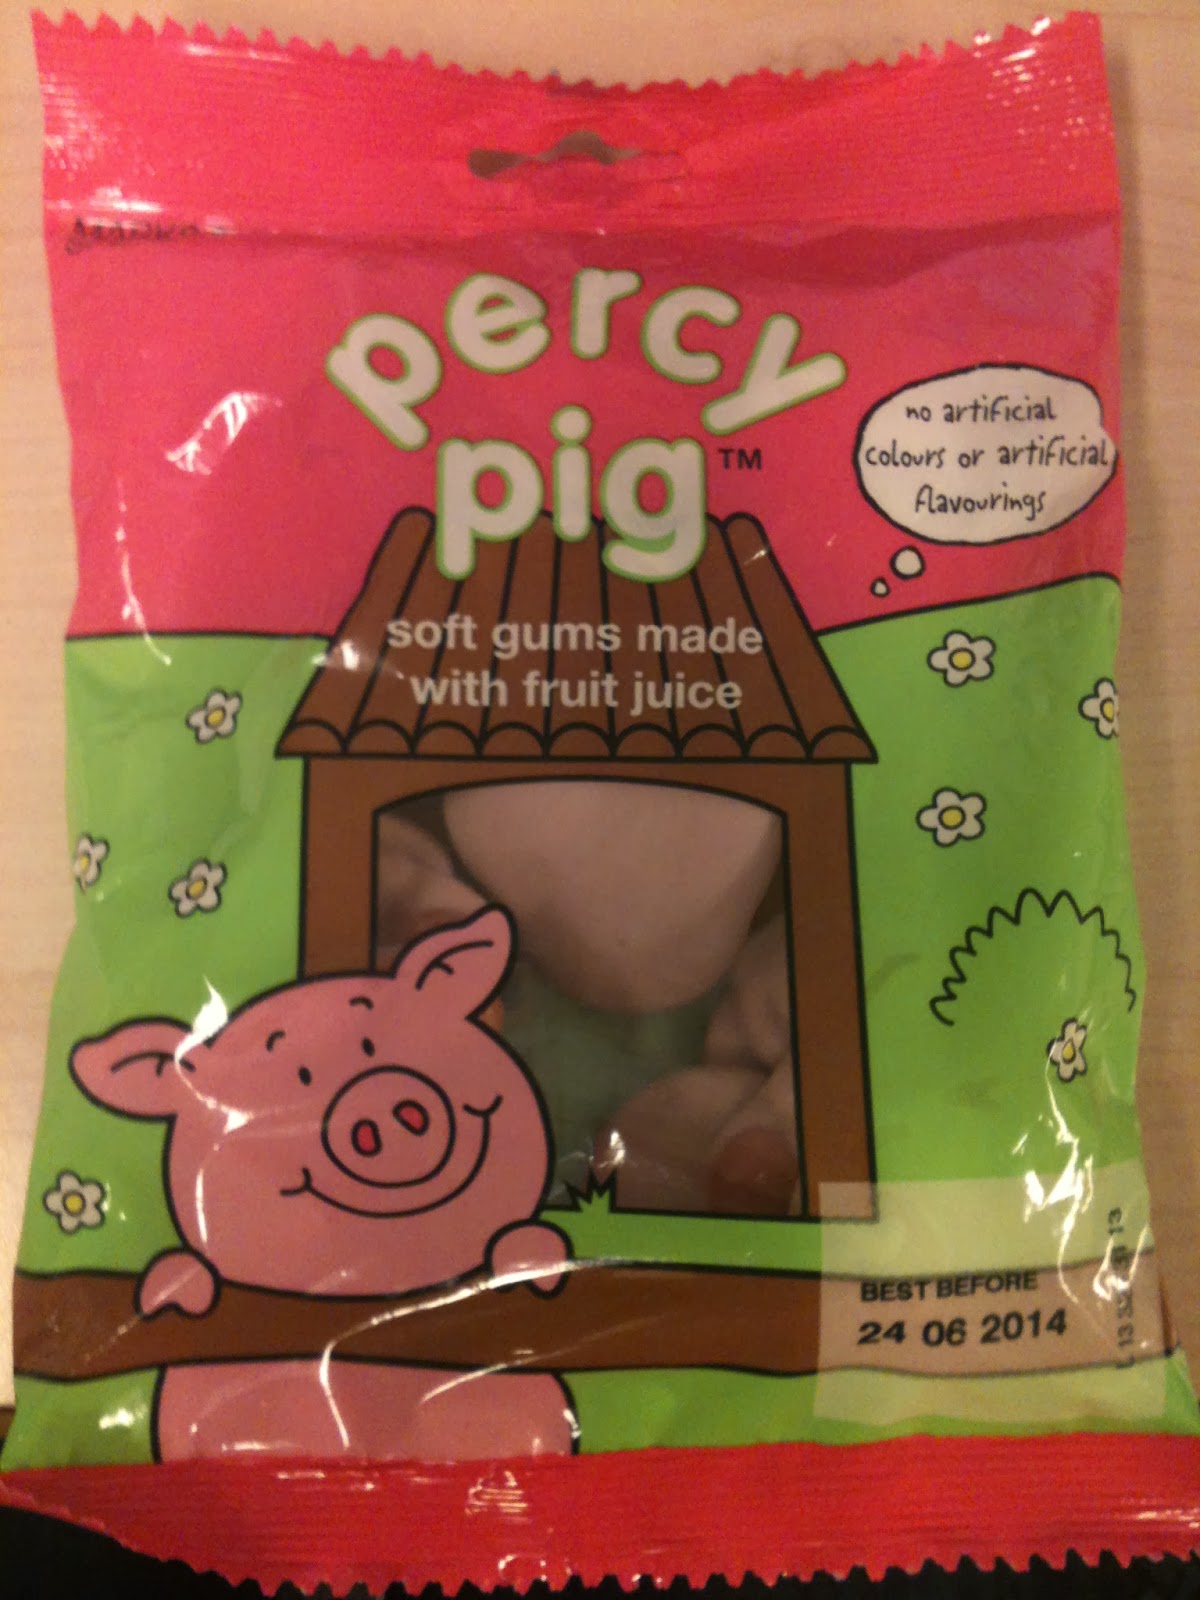 percy
pig™
no artificial
colours or artificial
flavourings
soft gums made
with fruit juice
BEST BEFORE
24 06 2014